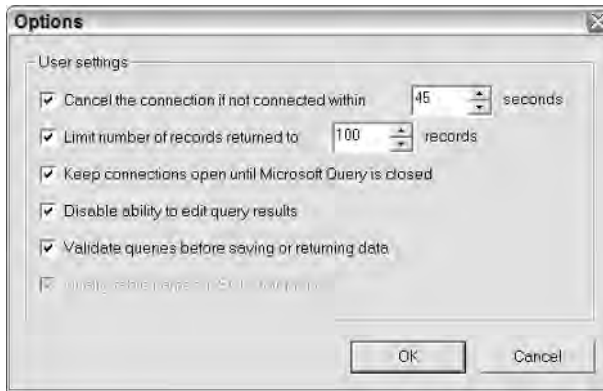 Options
User settings
Cancel the connection if not connected within 45 seconds
Limit number of records returned to 100 records
Keep connections open until Microsoft Query is closed
Disable ability to edit query results
Validate queries before saving or returning data
OK Cancel